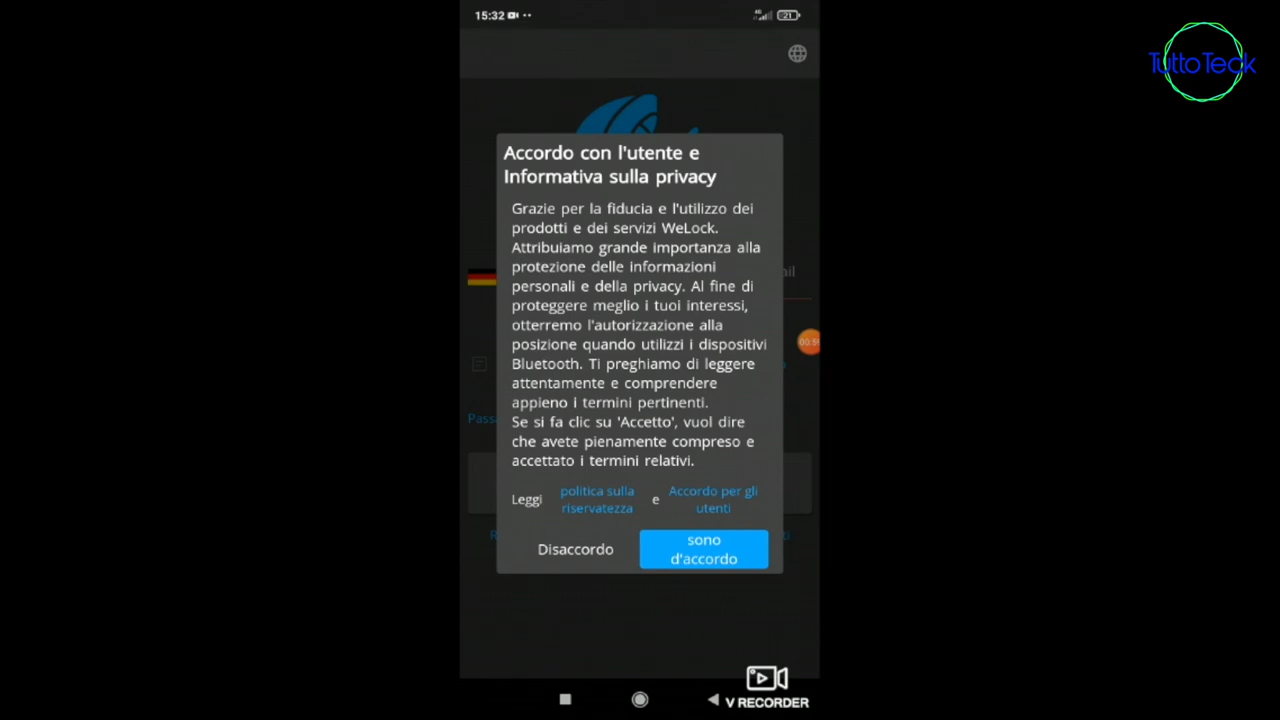 15:32
4G
21
TuttoTeck
Accordo con l'utente e
Informativa sulla privacy
Grazie per la fiducia e l'utilizzo dei
prodotti e dei servizi WeLock.
Attribuiamo grande importanza alla
protezione delle informazioni
personali e della privacy. Al fine di
proteggere meglio i tuoi interessi,
otterremo l'autorizzazione alla
posizione quando utilizzi i dispositivi
Bluetooth. Ti preghiamo di leggere
attentamente e comprendere
appieno i termini pertinenti.
Se si fa clic su 'Accetto', vuol dire
che avete pienamente compreso e
accettato i termini relativi.
Leggi politica sulla riservatezza e Accordo per gli utenti
Disaccordo
sono
d'accordo
V RECORDER